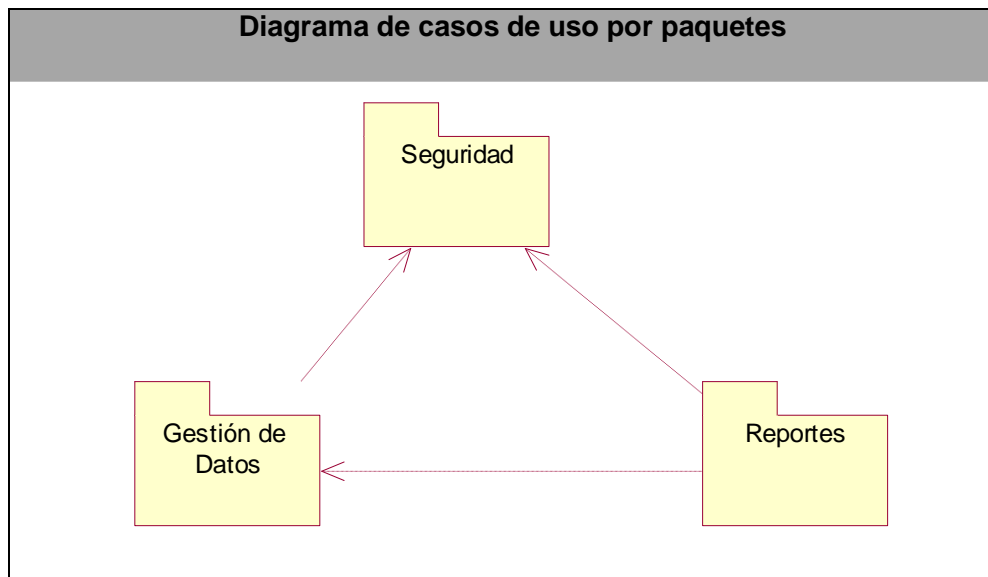 Diagrama de casos de uso por paquetes
Seguridad
Gestión de
Datos
Reportes